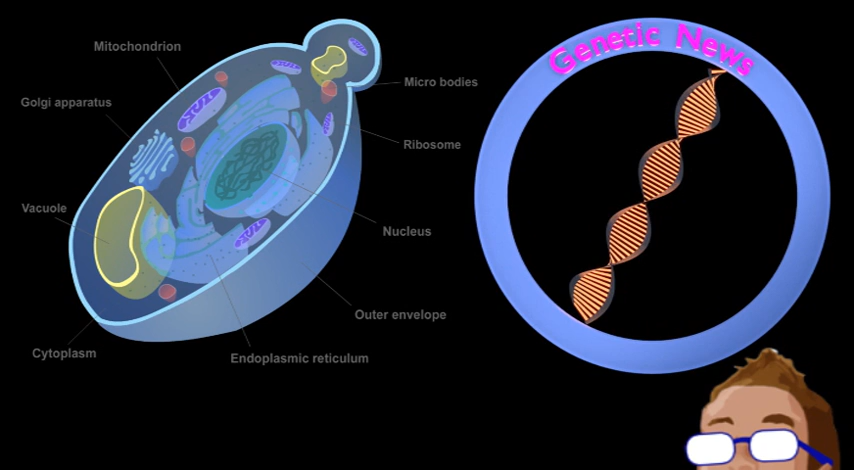 Genetic News
Mitochondrion
Golgi apparatus
Micro bodies
Ribosome
Vacuole
Nucleus
Outer envelope
Cytoplasm
Endoplasmic reticulum